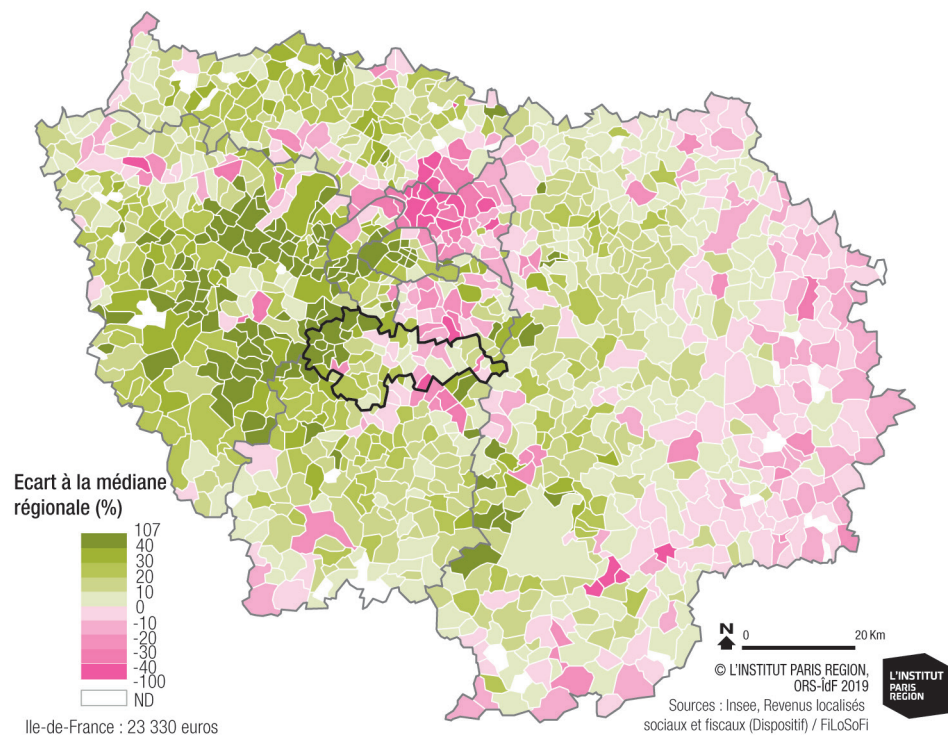 Ecart à la médiane
régionale (%)
107
40
30
20
10
0
-10
-20
-30
-40
-100
ND
Ile-de-France : 23 330 euros
N
0 20 Km
© L'INSTITUT PARIS REGION,
ORS-ÎdF 2019
Sources : Insee, Revenus localisés
sociaux et fiscaux (Dispositif) / FiLoSoFi
L'INSTITUT
PARIS
REGION